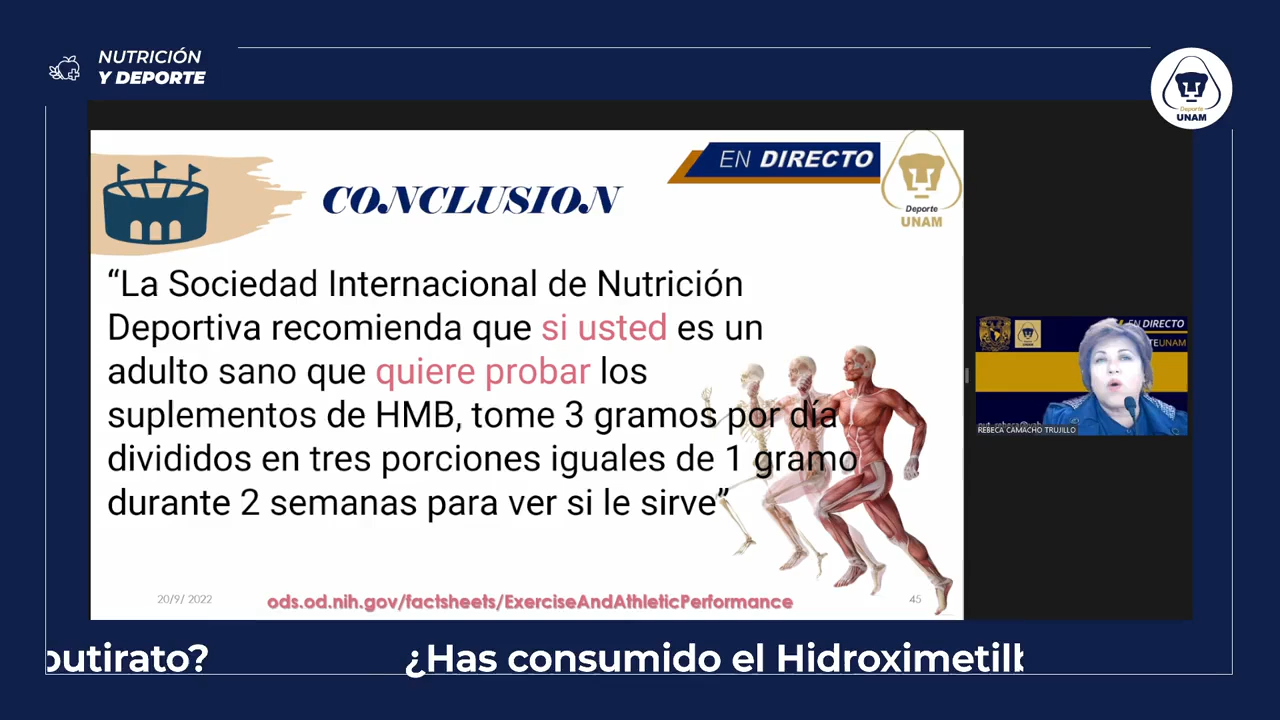 NUTRICIÓN
Y DEPORTE
Deporte
UNAM
EN DIRECTO
CONCLUSION
Deporte
UNAM
“La Sociedad Internacional de Nutrición
Deportiva recomienda que si usted es un
adulto sano que quiere probar los
suplementos de HMB, tome 3 gramos por día
divididos en tres porciones iguales de 1 gramo
durante 2 semanas para ver si le sirve”
EN DIRECTO
TEUNAM
REBECA CAMACHO TRUJILLO
20/9/ 2022
ods.od.nih.gov/factsheets/ExerciseAndAthleticPerformance
45
outirato?
¿Has consumido el Hidroximetilb